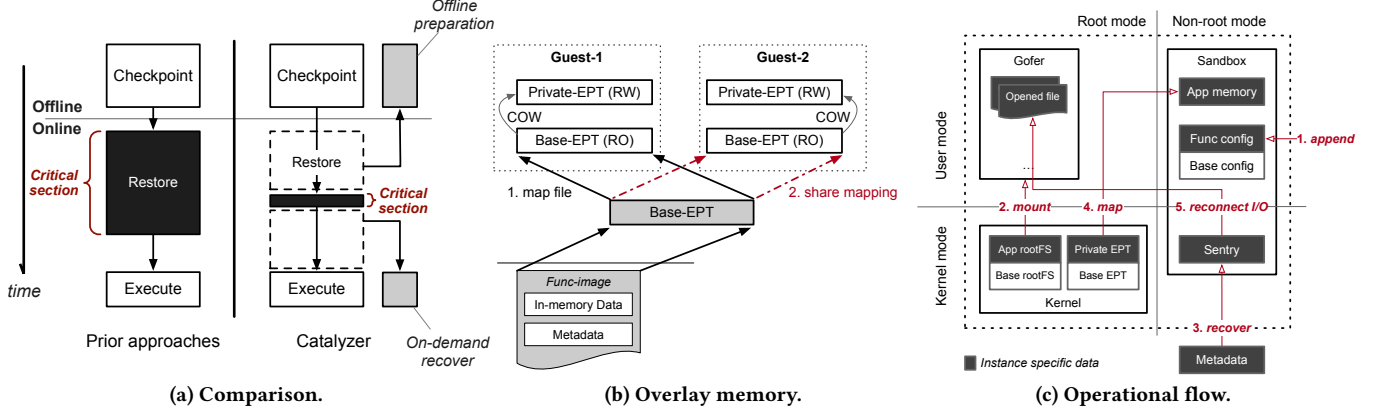 Offline
preparation
Checkpoint
Checkpoint
Offline
Online
Critical
section
Restore
Restore
Critical
section
Execute
Execute
time
Prior approaches
Catalyzer
On-demand
recover
(a) Comparison.
Guest-1
Guest-2
Private-EPT (RW)
Private-EPT (RW)
COW
COW
Base-EPT (RO)
Base-EPT (RO)
1. map file
2. share mapping
Base-EPT
Func-image
In-memory Data
Metadata
(b) Overlay memory.
Root mode
Non-root mode
User mode
Kernel mode
Gofer
Opened file
...
Sandbox
App memory
Func config
Base config
1. append
2. mount
4. map
5. reconnect I/O
App rootFS
Base rootFS
Private EPT
Base EPT
Kernel
Sentry
3. recover
Metadata
Instance specific data
(c) Operational flow.